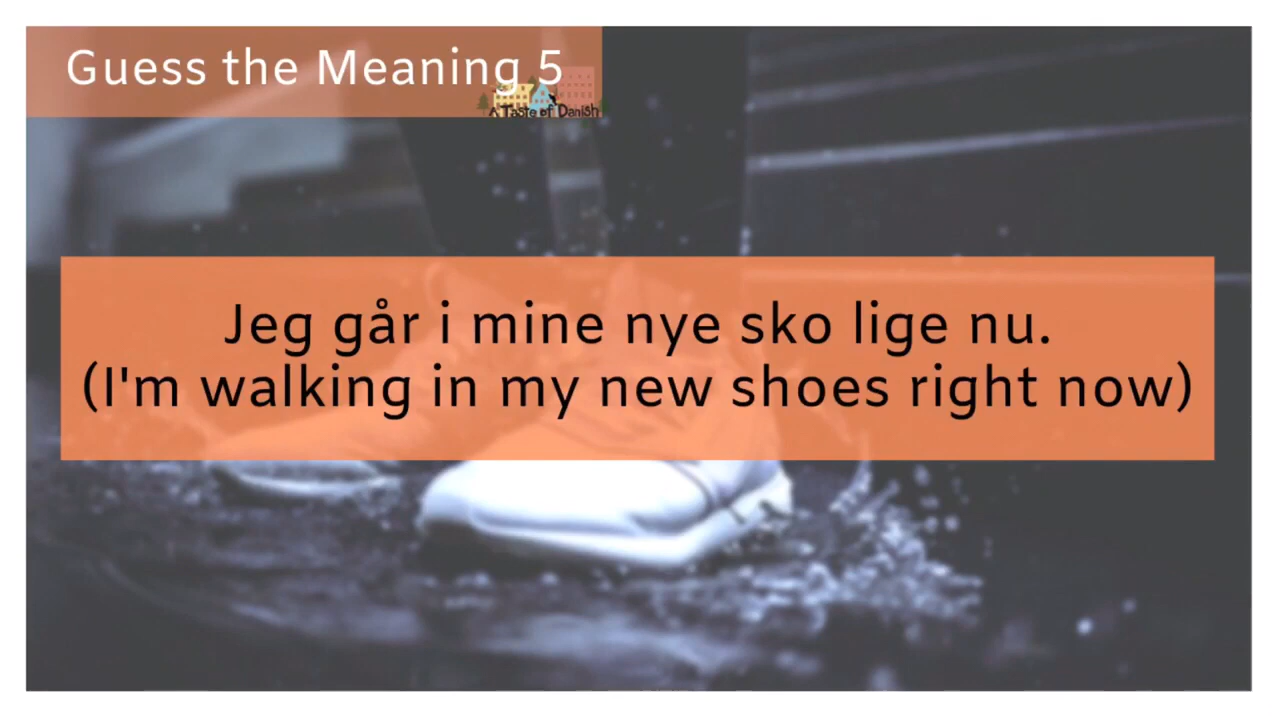 Guess the Meaning 5
A Taste of Danish
Jeg går i mine nye sko lige nu.
(I'm walking in my new shoes right now)